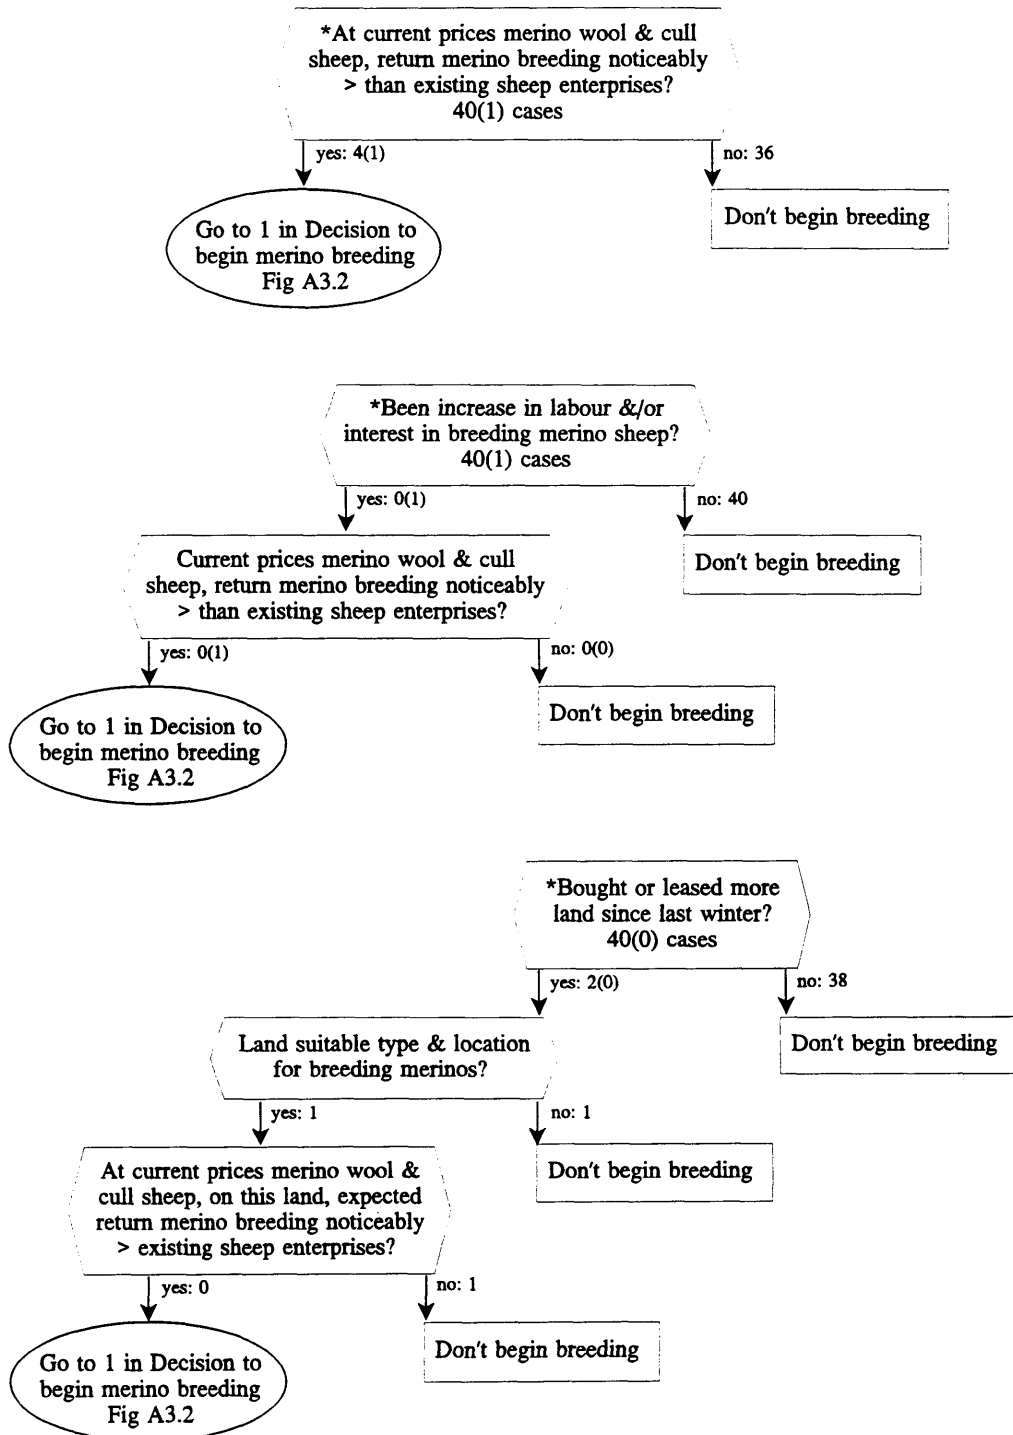 *At current prices merino wool & cull
sheep, return merino breeding noticeably
> than existing sheep enterprises?
40(1) cases
yes: 4(1)
no: 36
Go to 1 in Decision to
begin merino breeding
Fig A3.2
Don't begin breeding
*Been increase in labour &/or
interest in breeding merino sheep?
40(1) cases
yes: 0(1)
no: 40
Current prices merino wool & cull
sheep, return merino breeding noticeably
> than existing sheep enterprises?
Don't begin breeding
yes: 0(1)
no: 0(0)
Go to 1 in Decision to
begin merino breeding
Fig A3.2
Don't begin breeding
*Bought or leased more
land since last winter?
40(0) cases
yes: 2(0)
no: 38
Land suitable type & location
for breeding merinos?
Don't begin breeding
yes: 1
no: 1
At current prices merino wool &
cull sheep, on this land, expected
return merino breeding noticeably
> existing sheep enterprises?
Don't begin breeding
yes: 0
no: 1
Go to 1 in Decision to
begin merino breeding
Fig A3.2
Don't begin breeding